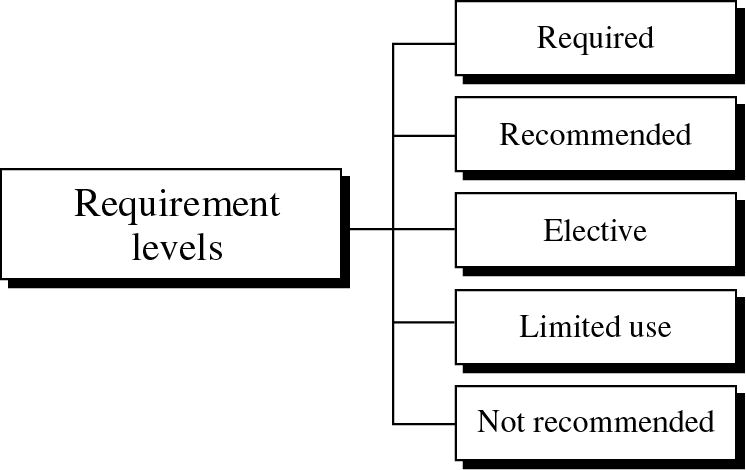 Requirement
levels
Required
Recommended
Elective
Limited use
Not recommended